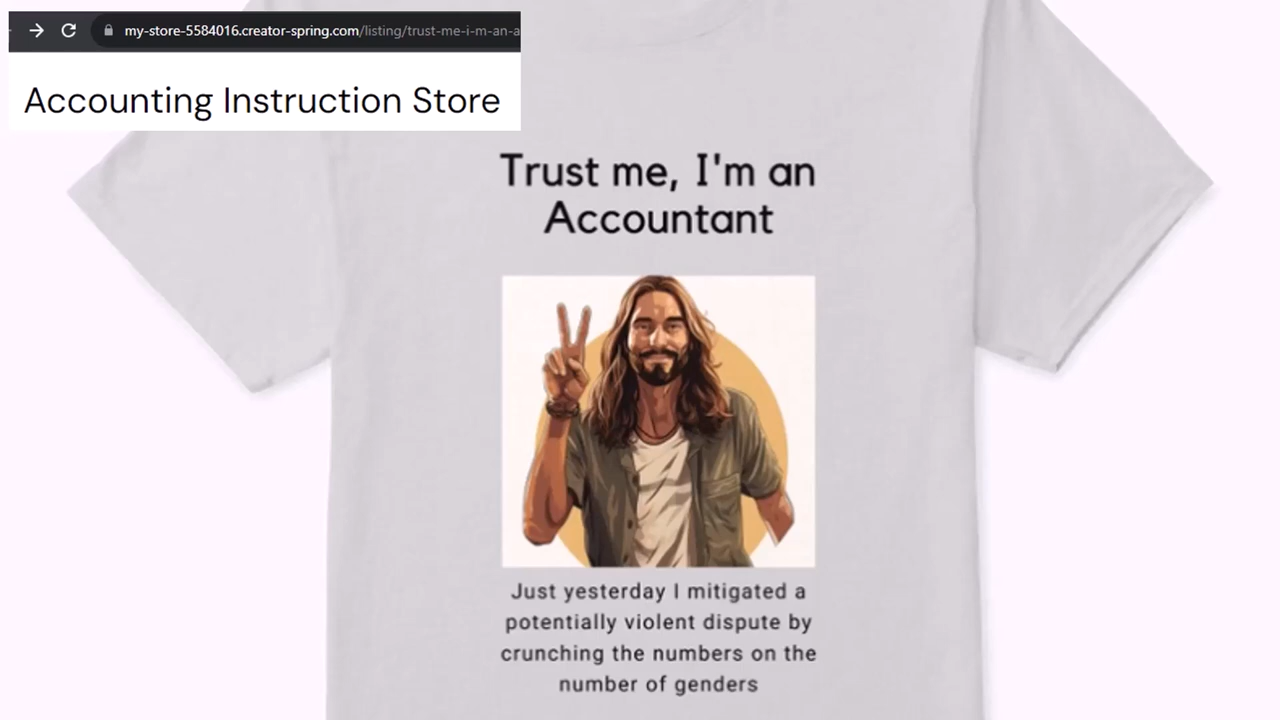 my-store-5584016.creator-spring.com/listing/trust-me-i-m-an-a
Accounting Instruction Store
Trust me, I'm an
Accountant
Just yesterday I mitigated a
potentially violent dispute by
crunching the numbers on the
number of genders